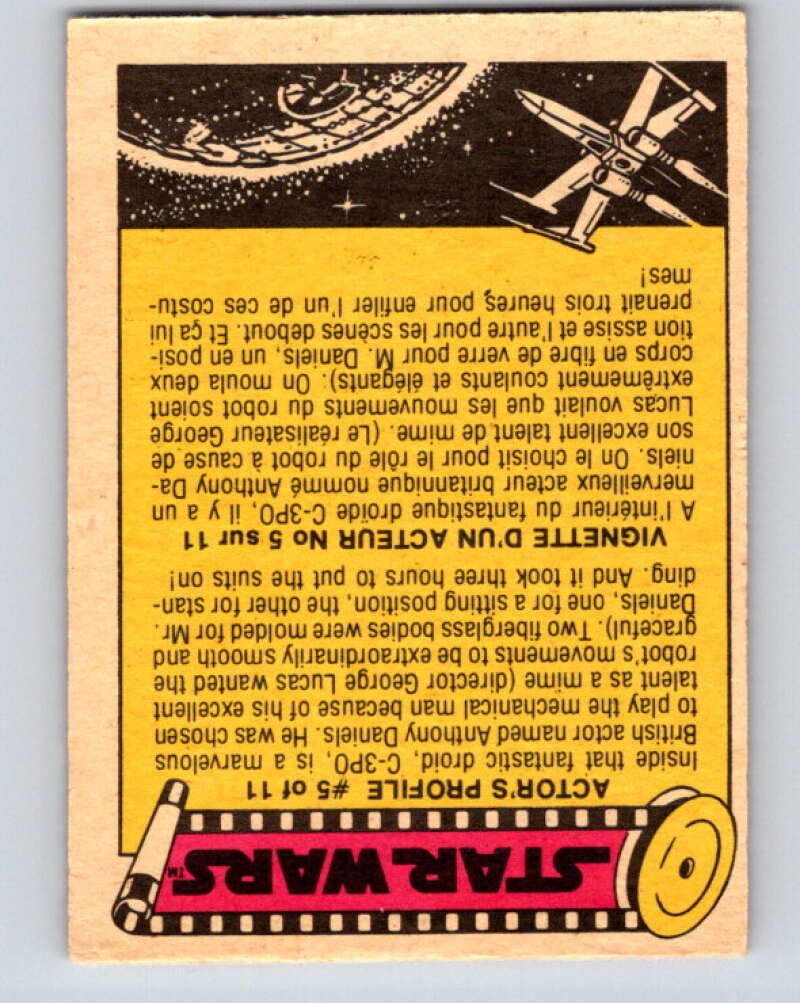 STAR WARS™
ACTOR'S PROFILE #5 of 11
Inside that fantastic droid, C-3PO, is a marvelous
British actor named Anthony Daniels. He was chosen
to play the mechanical man because of his excellent
talent as a mime (director George Lucas wanted the
robot's movements to be extraordinarily smooth and
graceful). Two fiberglass bodies were molded for Mr.
Daniels, one for a sitting position, the other for stan-
ding. And it took three hours to put the suits on!
VIGNETTE D'UN ACTEUR No 5 sur 11
A l'intérieur du fantastique droïde C-3PO, il y a un
merveilleux acteur britannique nommé Anthony Da-
niels. On le choisit pour le rôle du robot à cause de
son excellent talent de mime. (Le réalisateur George
Lucas voulait que les mouvements du robot soient
extrêmement coulants et élégants): On moula deux
corps en fibre de verre pour M. Daniels, un en posi-
tion assise et l'autre pour les scènes debout. Et ça lui
prenait trois heures pour enfiler l'un de ces costu-
mes!